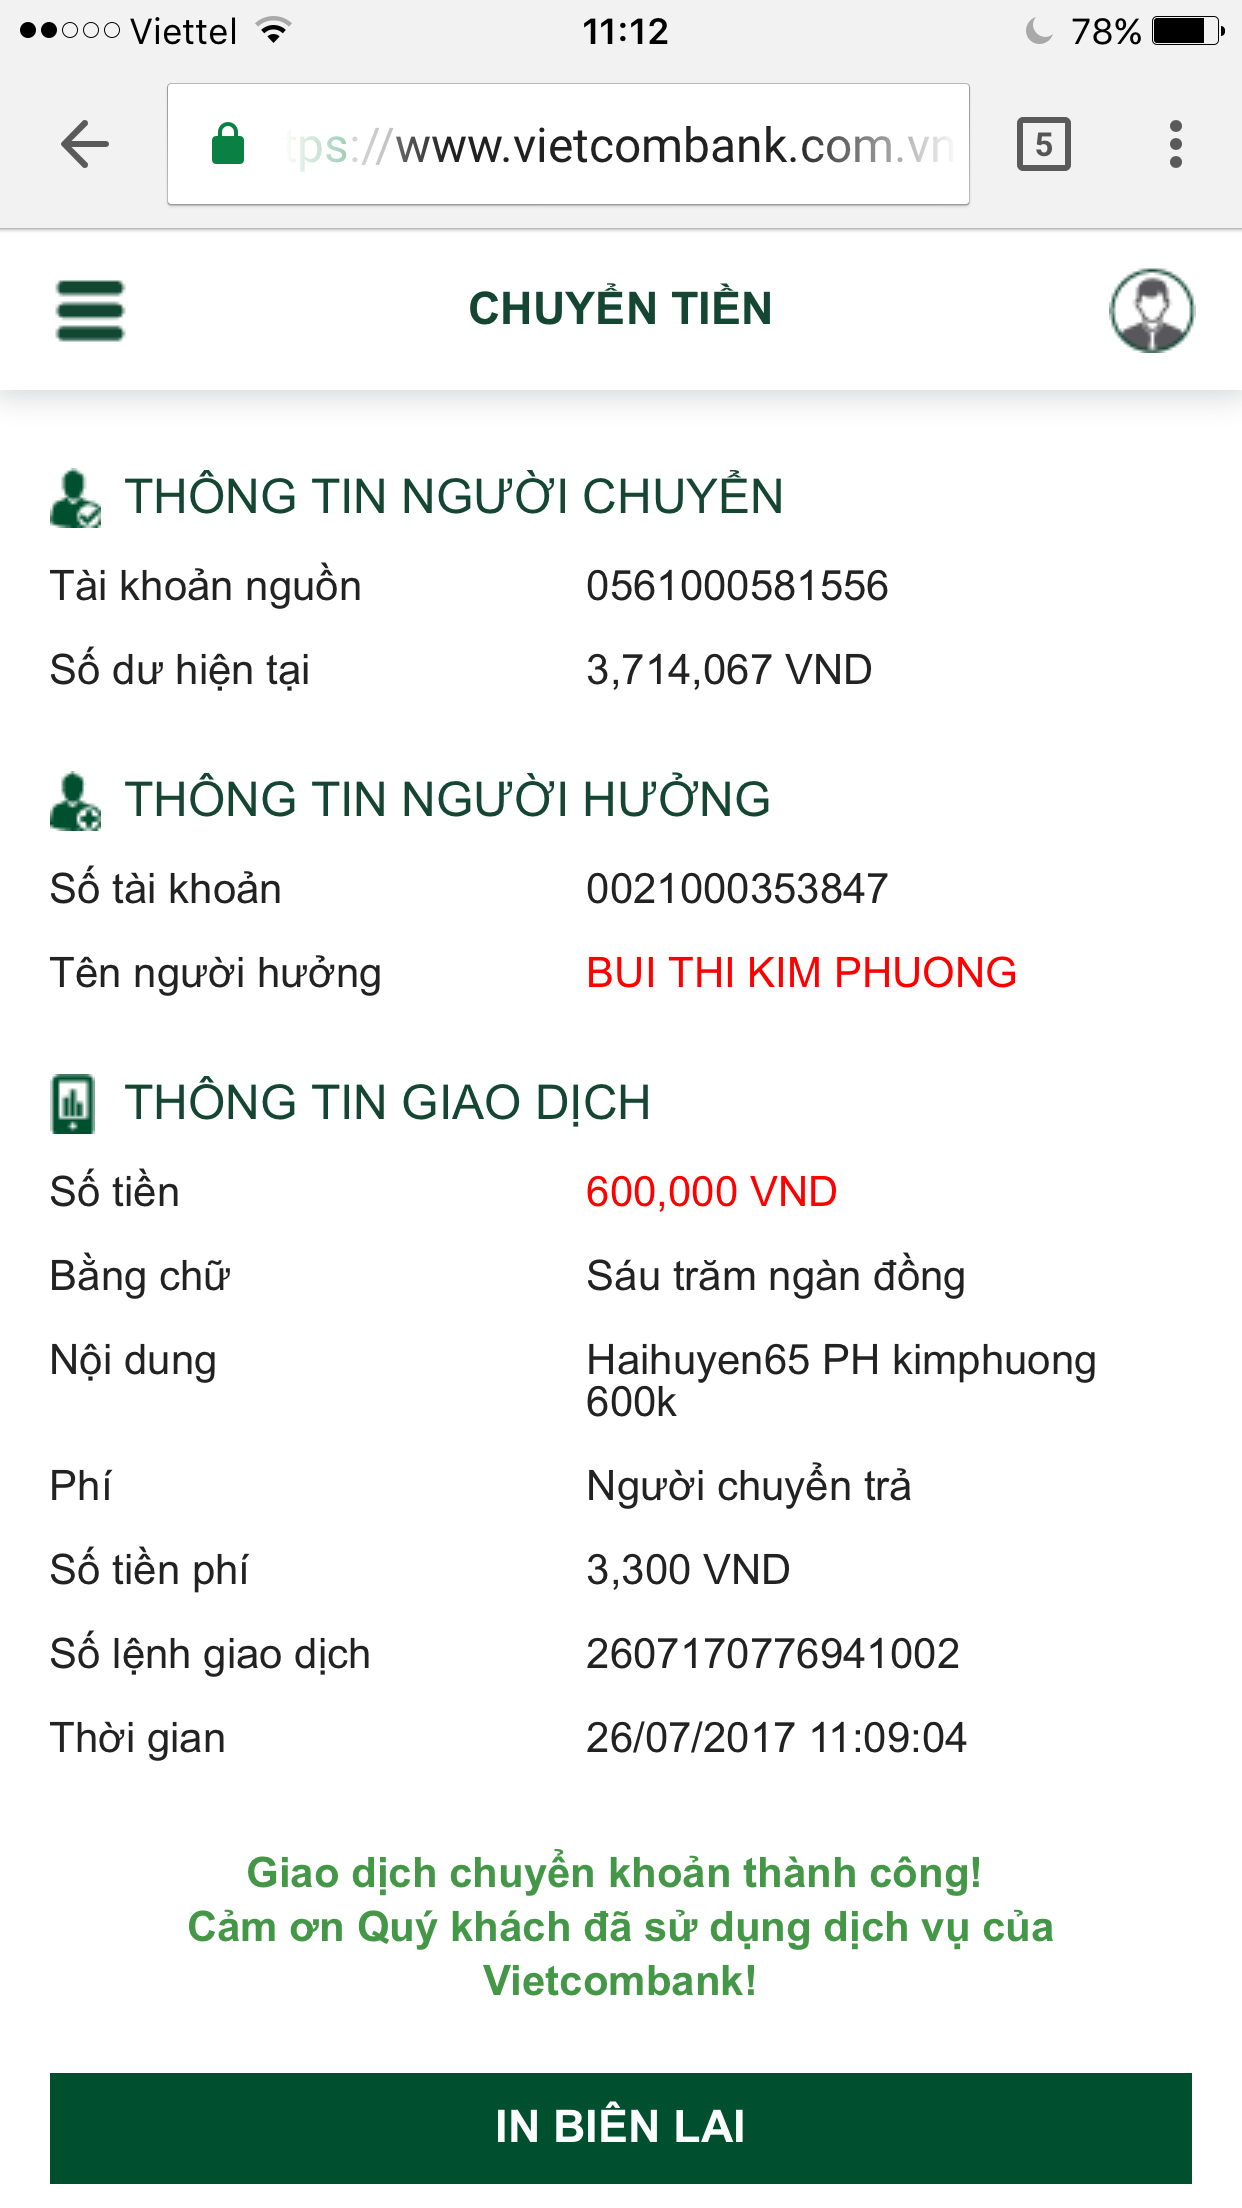 Viettel 11:12 78%
tps://www.vietcombank.com.vn 5
CHUYỂN TIỀN
THÔNG TIN NGƯỜI CHUYỂN
Tài khoản nguồn 0561000581556
Số dư hiện tại 3,714,067 VND
THÔNG TIN NGƯỜI HƯỞNG
Số tài khoản 0021000353847
Tên người hưởng BUI THI KIM PHUONG
THÔNG TIN GIAO DỊCH
Số tiền 600,000 VND
Bằng chữ Sáu trăm ngàn đồng
Nội dung Haihuyen65 PH kimphuong
600k
Phí Người chuyển trả
Số tiền phí 3,300 VND
Số lệnh giao dịch 2607170776941002
Thời gian 26/07/2017 11:09:04
Giao dịch chuyển khoản thành công!
Cảm ơn Quý khách đã sử dụng dịch vụ của
Vietcombank!
IN BIÊN LAI